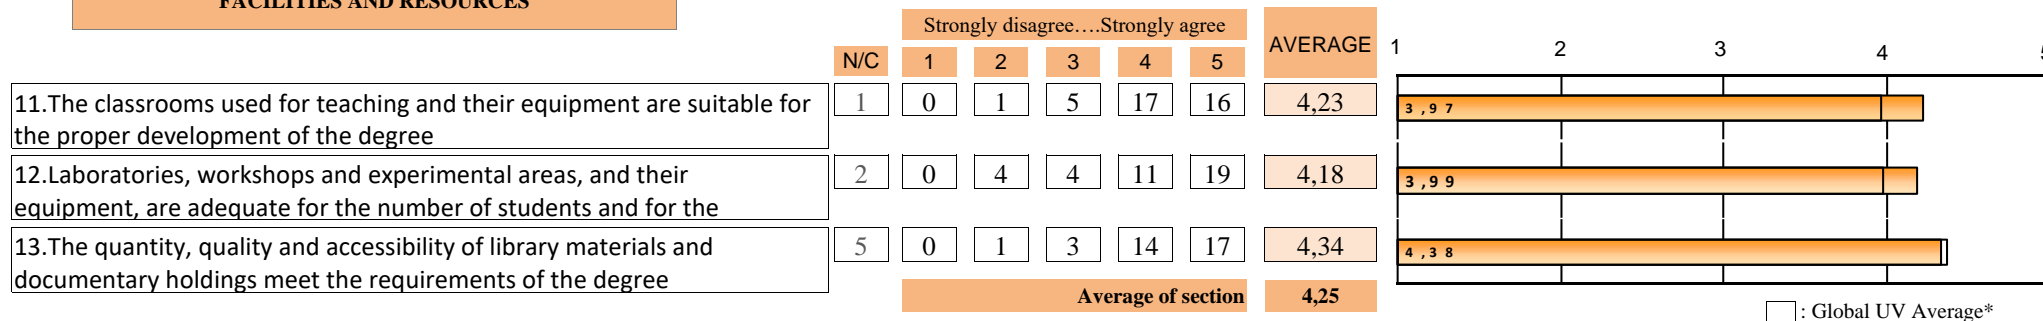 FACILITIES AND RESOURCES
Strongly disagree....Strongly agree
AVERAGE
N/C 1 2 3 4 5
1 2 3 4 5
11.The classrooms used for teaching and their equipment are suitable for
the proper development of the degree
1 0 1 5 17 16 4,23
3,97
12.Laboratories, workshops and experimental areas, and their
equipment, are adequate for the number of students and for the
2 0 4 4 11 19 4,18
3,99
13.The quantity, quality and accessibility of library materials and
documentary holdings meet the requirements of the degree
5 0 1 3 14 17 4,34
4,38
Average of section 4,25
: Global UV Average*